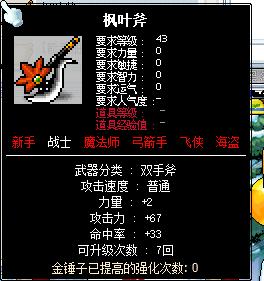 枫叶斧
要求等级: 43
要求力量: 0
要求敏捷: 0
要求智力: 0
要求运气: 0
要求人气度: -
道具等级: -
道具经验值: -
新手 战士 魔法师 弓箭手 飞侠 海盗
武器分类 : 双手斧
攻击速度 : 普通
力量 : +2
攻击力 : +67
命中率 : +33
可升级次数 : 7回
金锤子已提高的强化次数: 0